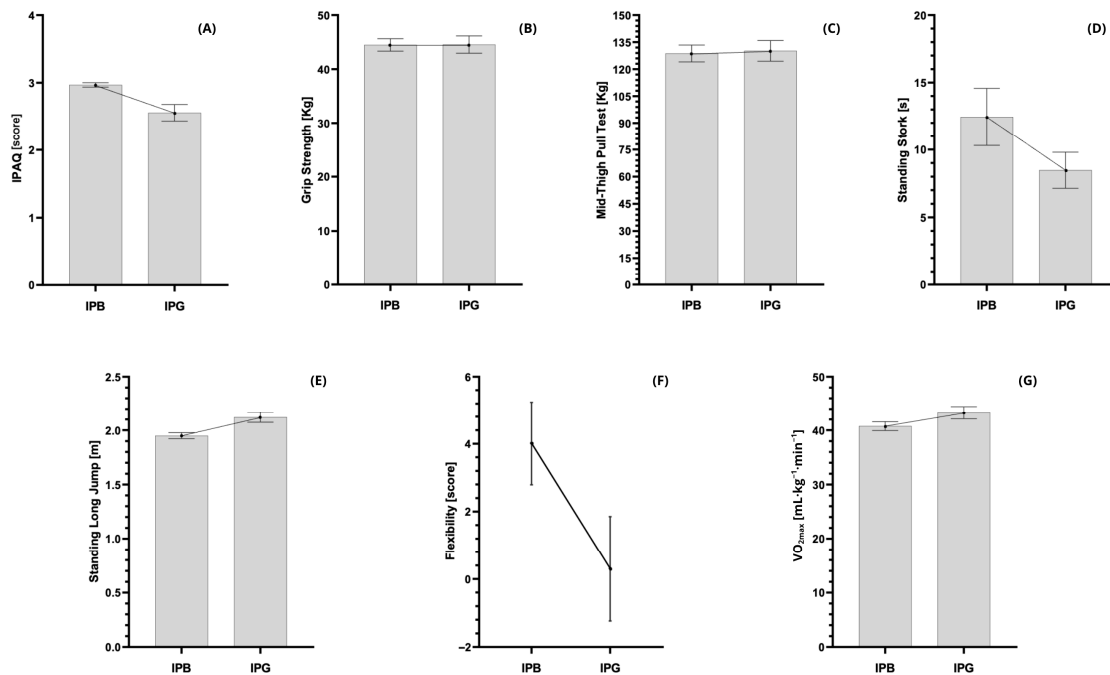 (A)
IPAQ [score]
4
3
2
1
0
IPB IPG
(B)
Grip Strength [Kg]
50
40
30
20
10
0
IPB IPG
(C)
Mid-Thigh Pull Test [Kg]
150
135
120
105
90
75
60
45
30
15
0
IPB IPG
(D)
Standing Stork [s]
20
15
10
5
0
IPB IPG
(E)
Standing Long Jump [m]
2.5
2.0
1.5
1.0
0.5
0.0
IPB IPG
(F)
Flexibility [score]
6
4
2
0
−2
IPB IPG
(G)
VO₂max [mL·kg⁻¹·min⁻¹]
50
40
30
20
10
0
IPB IPG